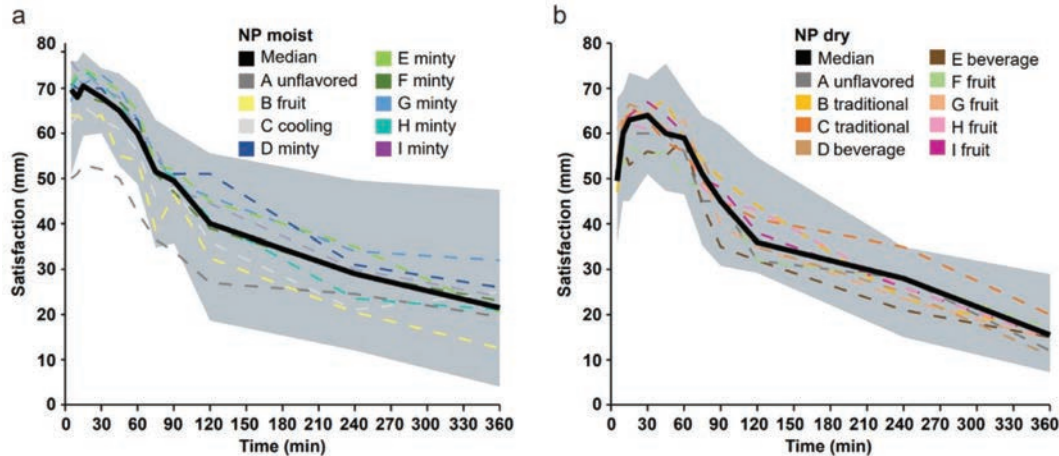 a
NP moist
Median
A unflavored
B fruit
C cooling
D minty
E minty
F minty
G minty
H minty
I minty
Satisfaction (mm)
80
70
60
50
40
30
20
10
0
0 30 60 90 120 150 180 210 240 270 300 330 360
Time (min)
b
NP dry
Median
A unflavored
B traditional
C traditional
D beverage
E beverage
F fruit
G fruit
H fruit
I fruit
Satisfaction (mm)
80
70
60
50
40
30
20
10
0
0 30 60 90 120 150 180 210 240 270 300 330 360
Time (min)